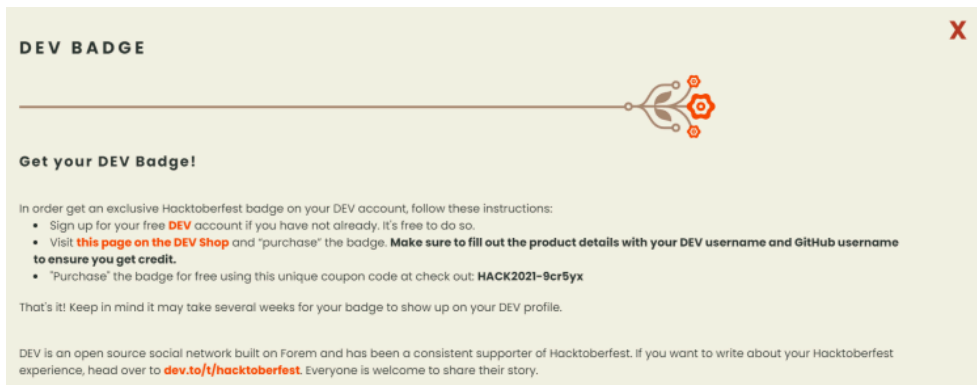 X
DEV BADGE
Get your DEV Badge!
In order get an exclusive Hacktoberfest badge on your DEV account, follow these instructions:
• Sign up for your free DEV account if you have not already. It's free to do so.
• Visit this page on the DEV Shop and "purchase" the badge. Make sure to fill out the product details with your DEV username and GitHub username
to ensure you get credit.
• "Purchase" the badge for free using this unique coupon code at check out: HACK2021-9cr5yx
That's it! Keep in mind it may take several weeks for your badge to show up on your DEV profile.
DEV is an open source social network built on Forem and has been a consistent supporter of Hacktoberfest. If you want to write about your Hacktoberfest
experience, head over to dev.to/t/hacktoberfest. Everyone is welcome to share their story.